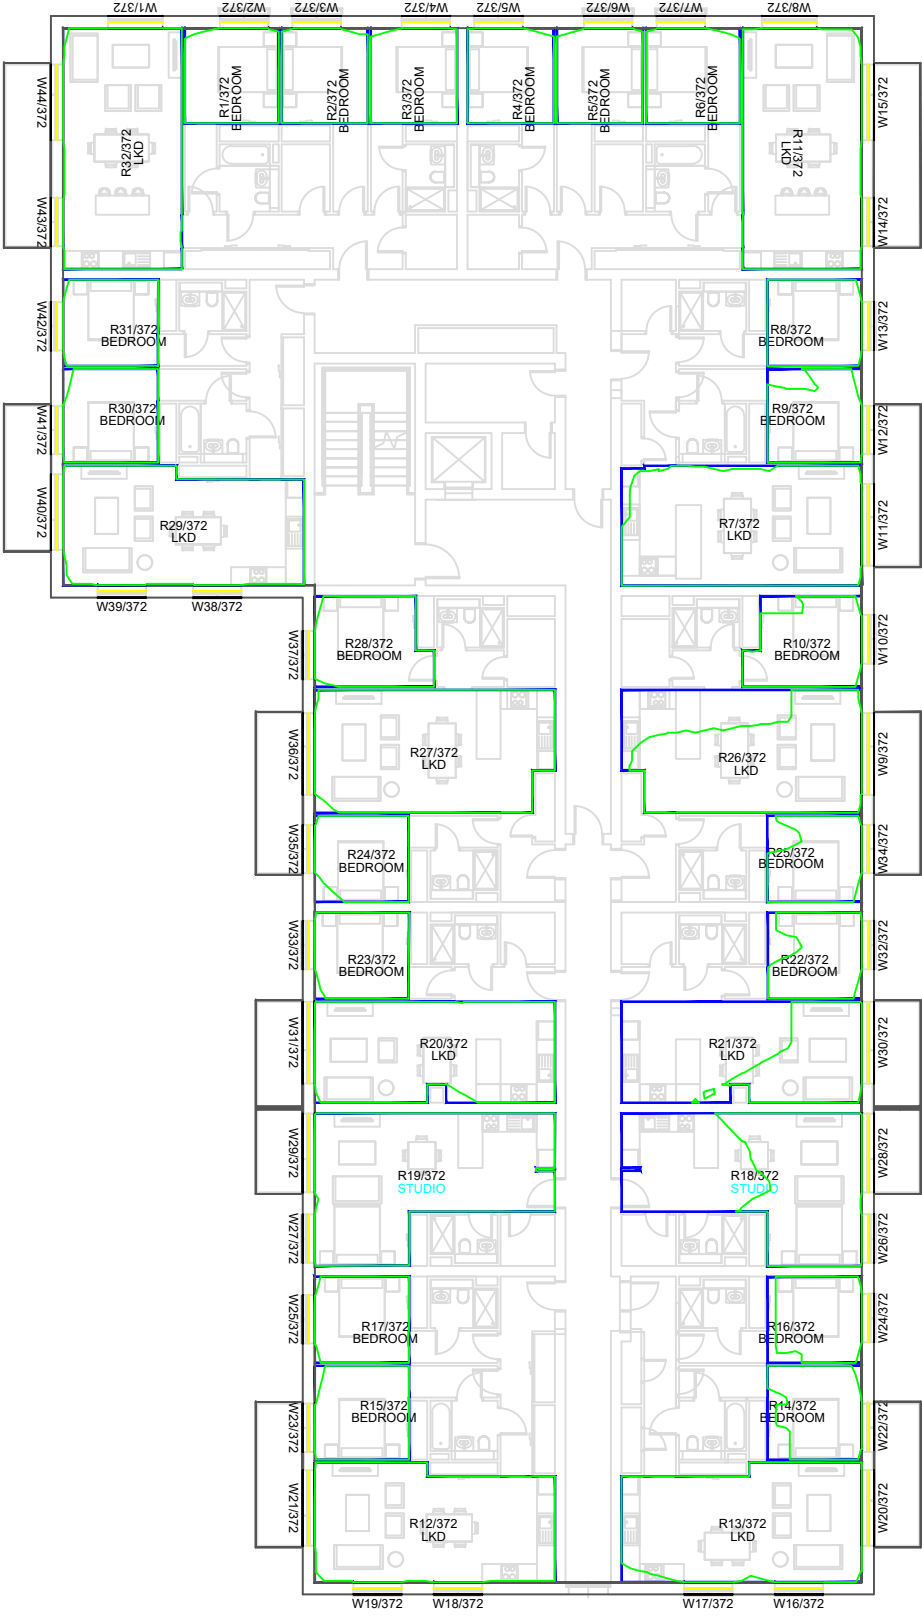 W1/372
W2/372
W3/372
W4/372
W5/372
W6/372
W7/372
W8/372
W44/372
W43/372
R32/372
LKD
R1/372
BEDROOM
R2/372
BEDROOM
R3/372
BEDROOM
R4/372
BEDROOM
R5/372
BEDROOM
R6/372
BEDROOM
R11/372
LKD
W15/372
W14/372
W42/372
R31/372
BEDROOM
R8/372
BEDROOM
W13/372
W41/372
R30/372
BEDROOM
R9/372
BEDROOM
W12/372
W40/372
R29/372
LKD
R7/372
LKD
W11/372
W39/372
W38/372
W37/372
R28/372
BEDROOM
R10/372
BEDROOM
W10/372
W36/372
R27/372
LKD
R26/372
LKD
W9/372
W35/372
R24/372
BEDROOM
R25/372
BEDROOM
W34/372
W33/372
R23/372
BEDROOM
R22/372
BEDROOM
W32/372
W31/372
R20/372
LKD
R21/372
LKD
W30/372
W29/372
R19/372
STUDIO
R18/372
STUDIO
W28/372
W27/372
W26/372
W25/372
R17/372
BEDROOM
R16/372
BEDROOM
W24/372
W23/372
R15/372
BEDROOM
R14/372
BEDROOM
W22/372
W21/372
R12/372
LKD
R13/372
LKD
W20/372
W19/372
W18/372
W17/372
W16/372